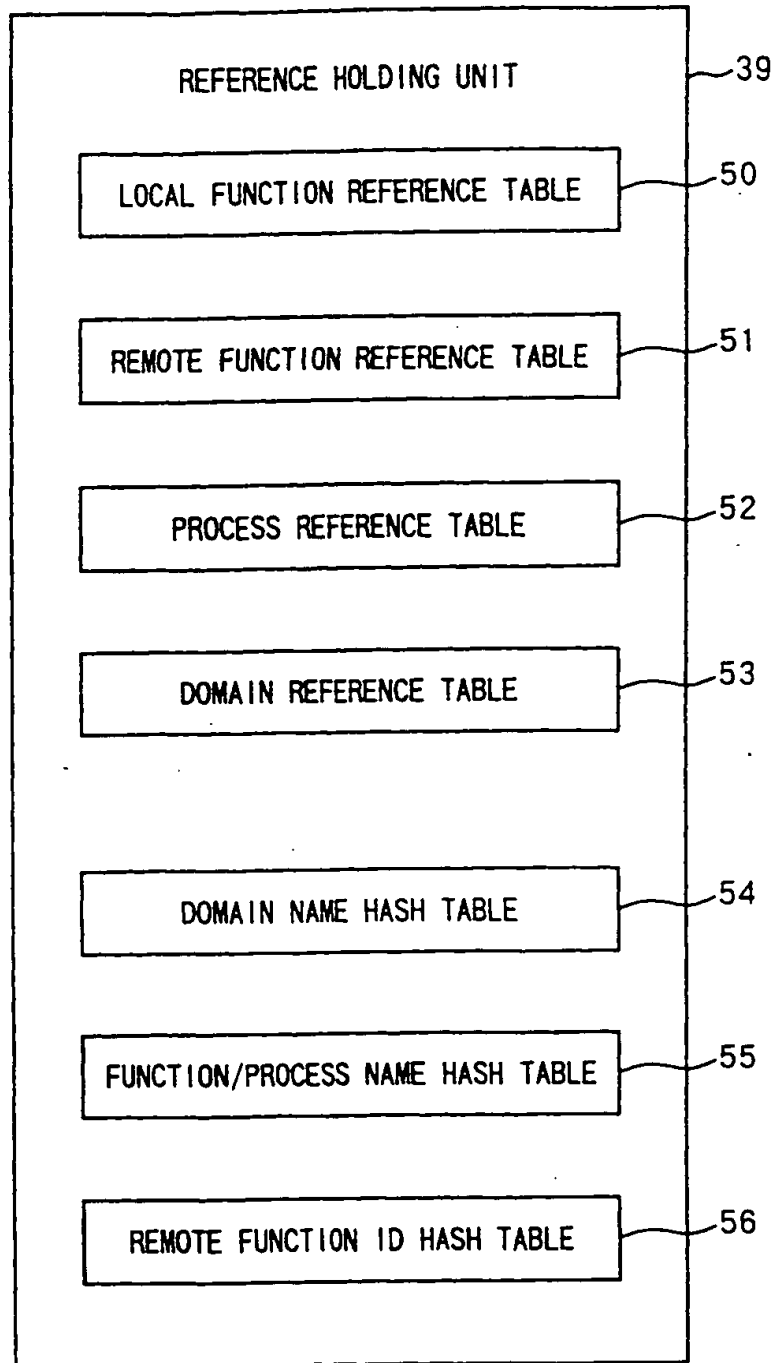 REFERENCE HOLDING UNIT
39
LOCAL FUNCTION REFERENCE TABLE
50
REMOTE FUNCTION REFERENCE TABLE
51
PROCESS REFERENCE TABLE
52
DOMAIN REFERENCE TABLE
53
DOMAIN NAME HASH TABLE
54
FUNCTION/PROCESS NAME HASH TABLE
55
REMOTE FUNCTION ID HASH TABLE
56